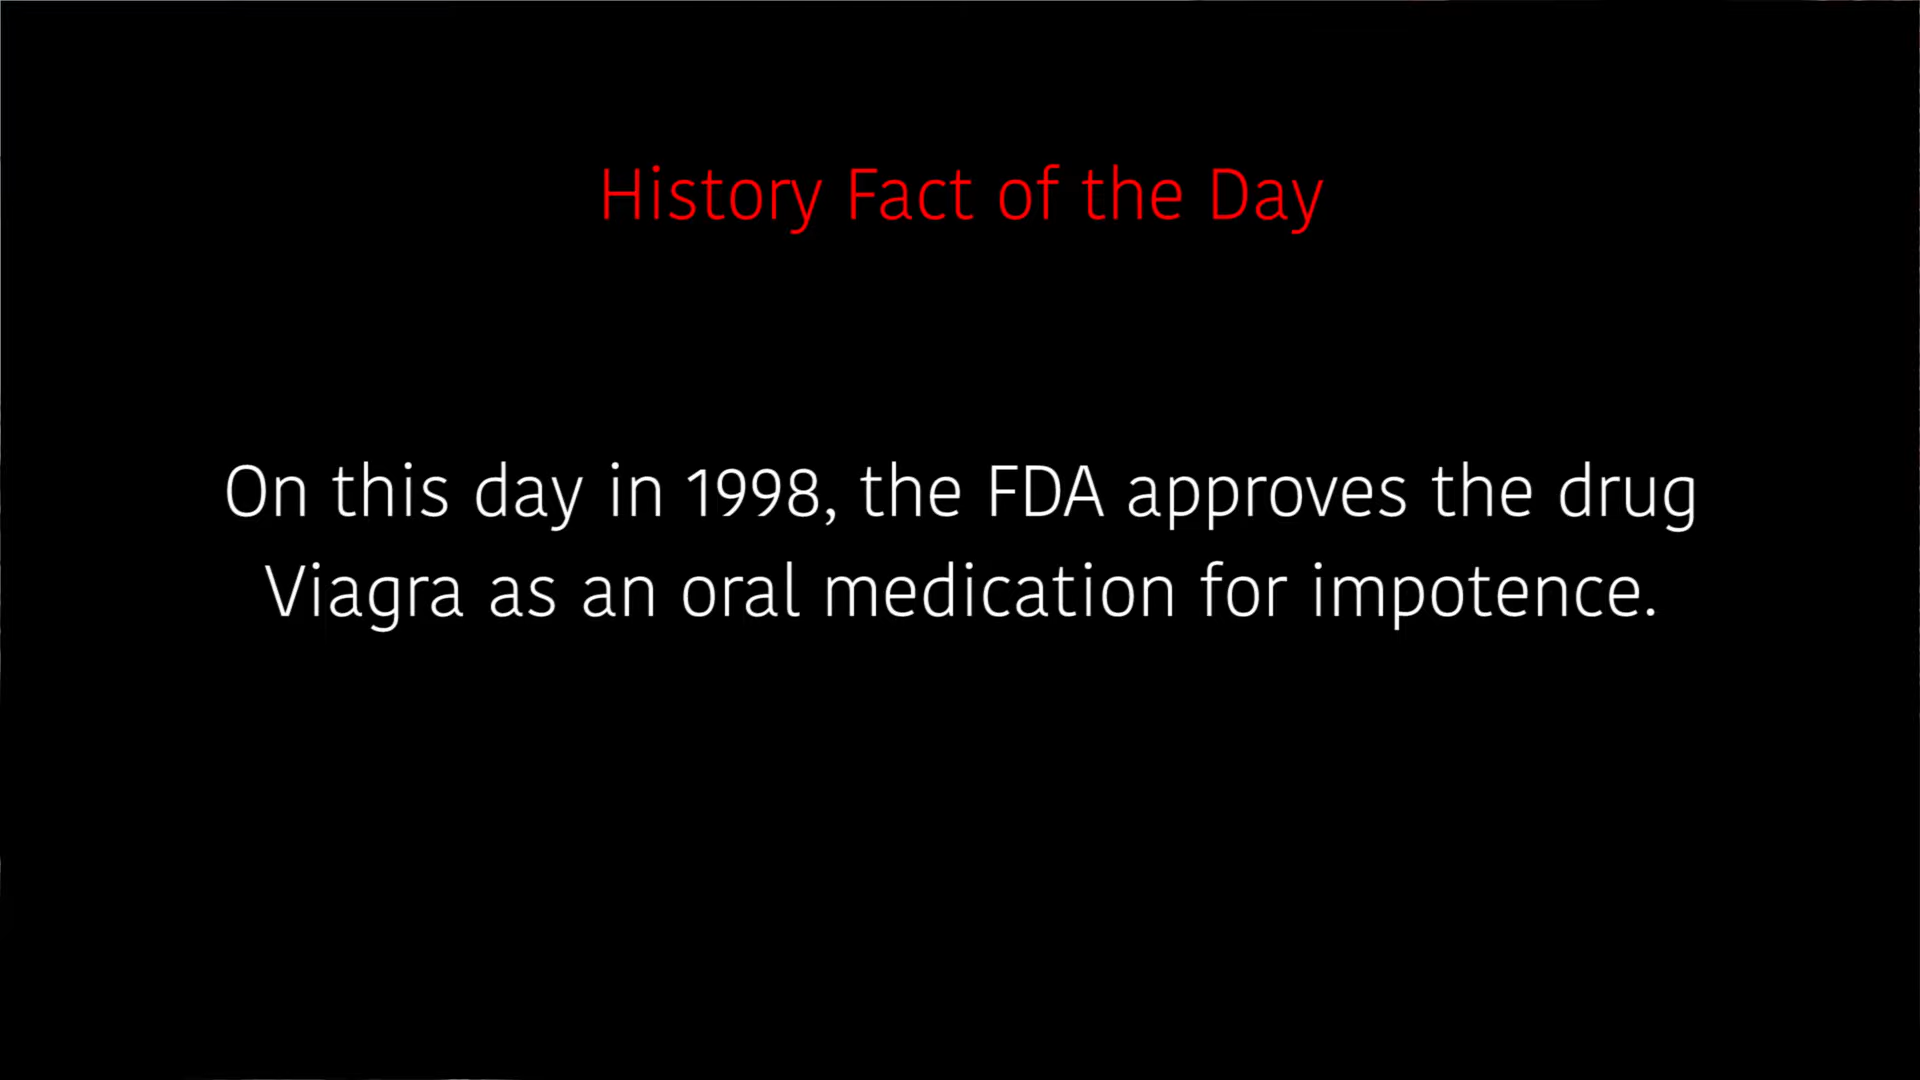 History Fact of the Day
On this day in 1998, the FDA approves the drug
Viagra as an oral medication for impotence.